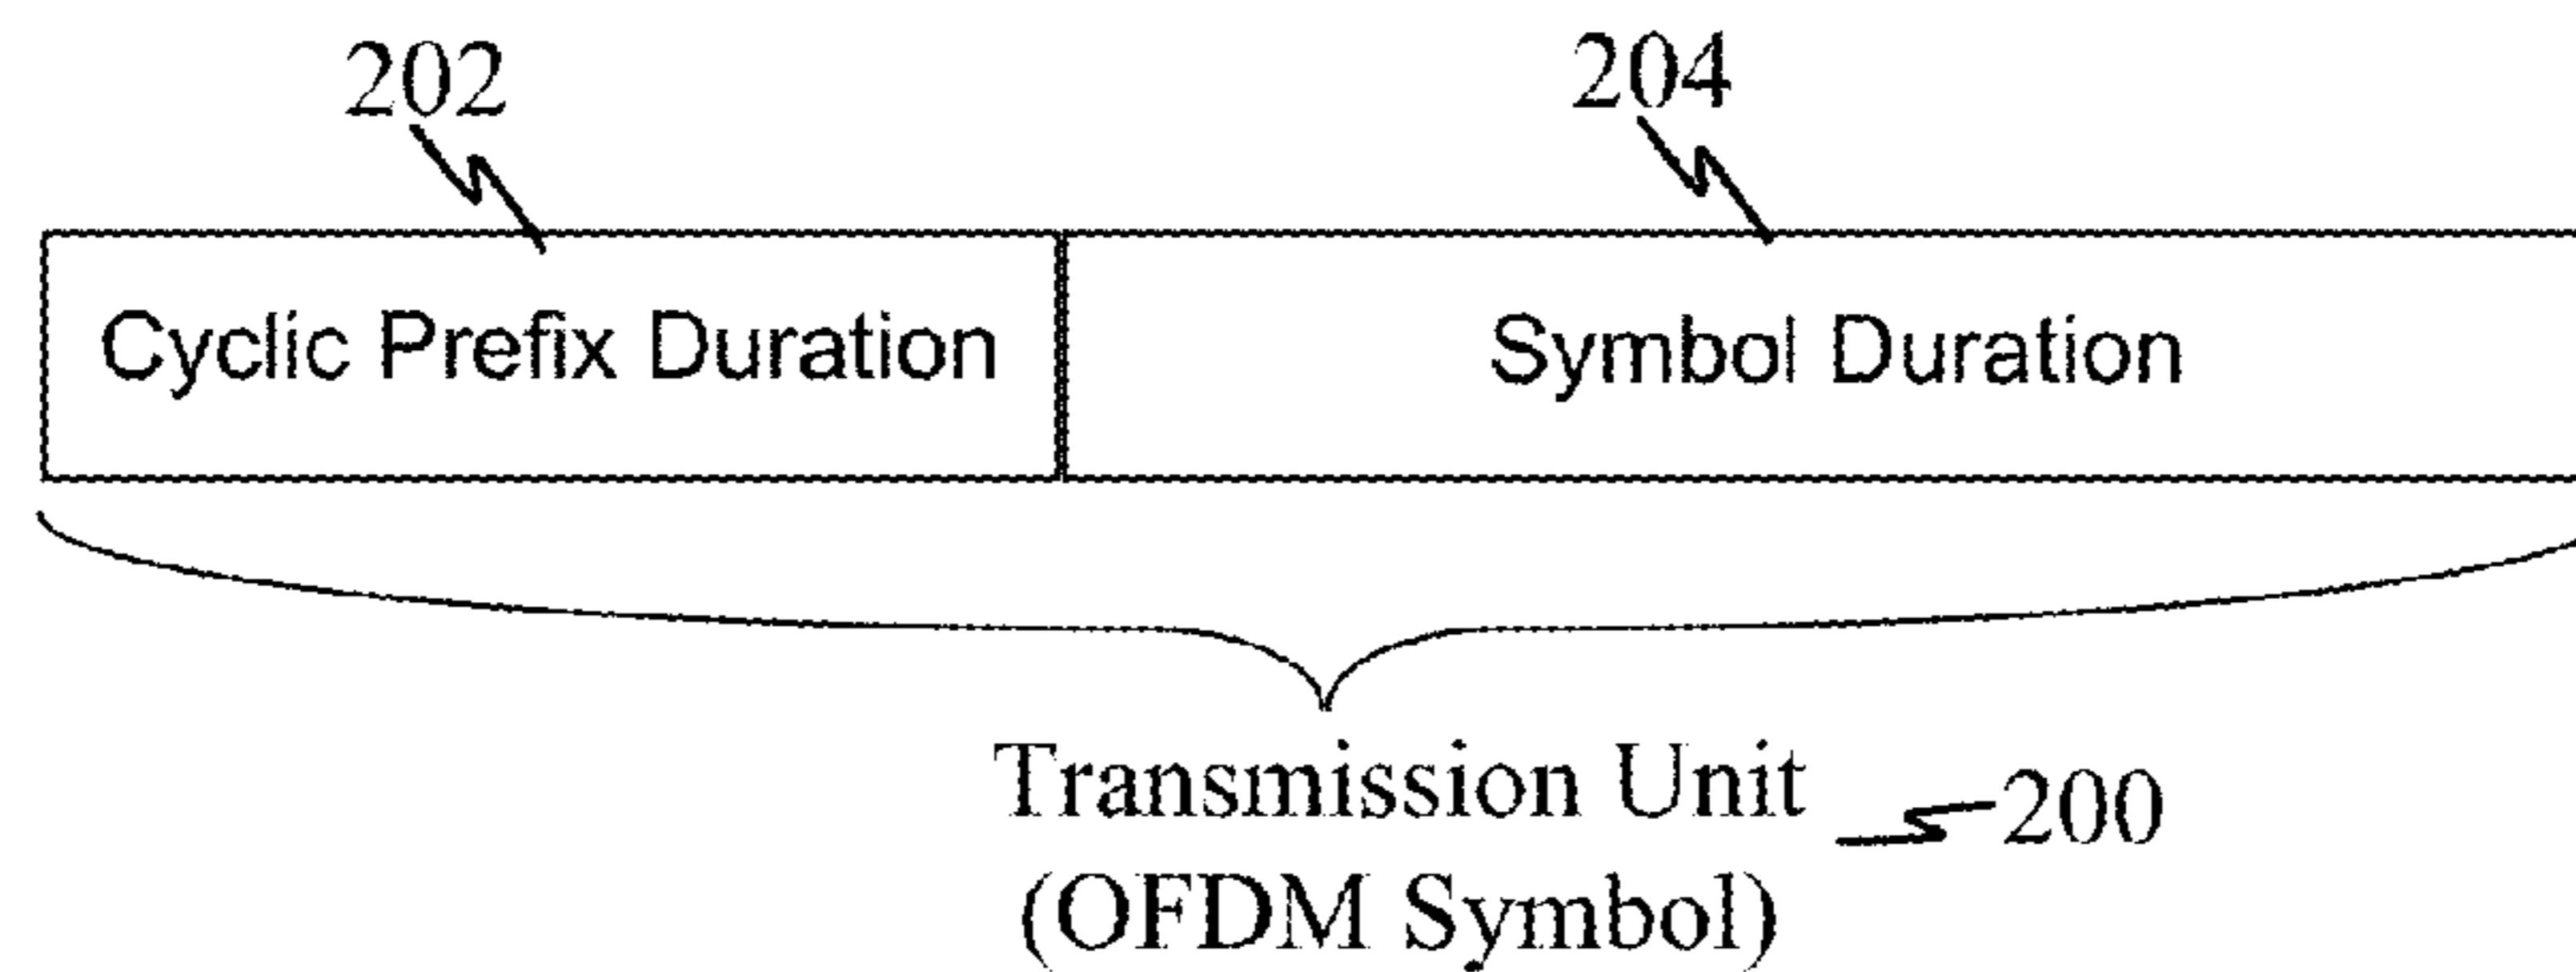 202
204
Cyclic Prefix Duration
Symbol Duration
Transmission Unit
200
(OFDM Symbol)